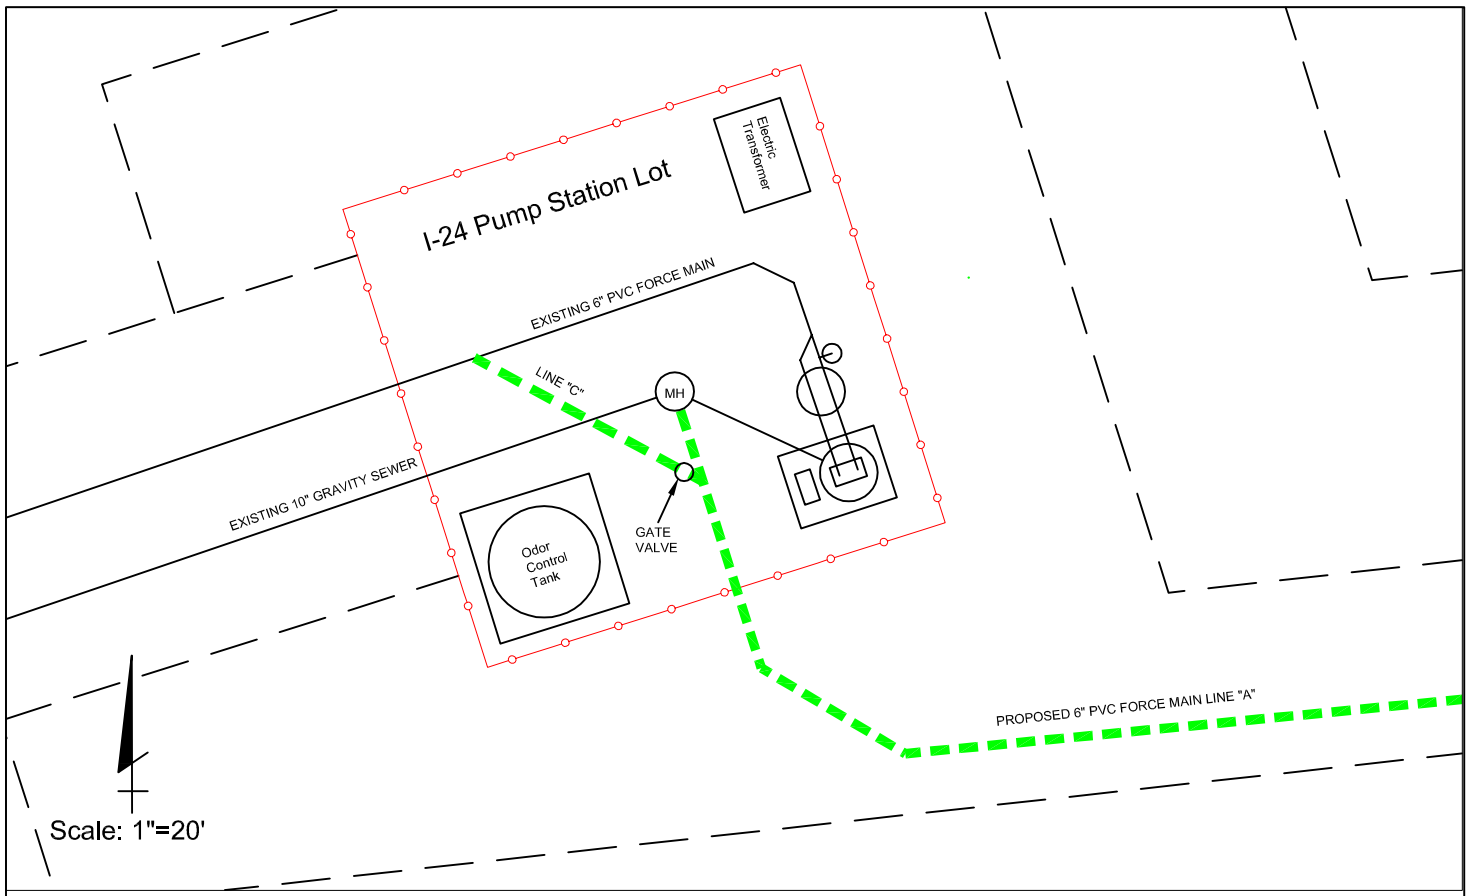 Electric
Transformer
I-24 Pump Station Lot
EXISTING 6" PVC FORCE MAIN
LINE "C"
MH
EXISTING 10" GRAVITY SEWER
GATE
VALVE
Odor
Control
Tank
PROPOSED 6" PVC FORCE MAIN LINE "A"
Scale: 1"=20'